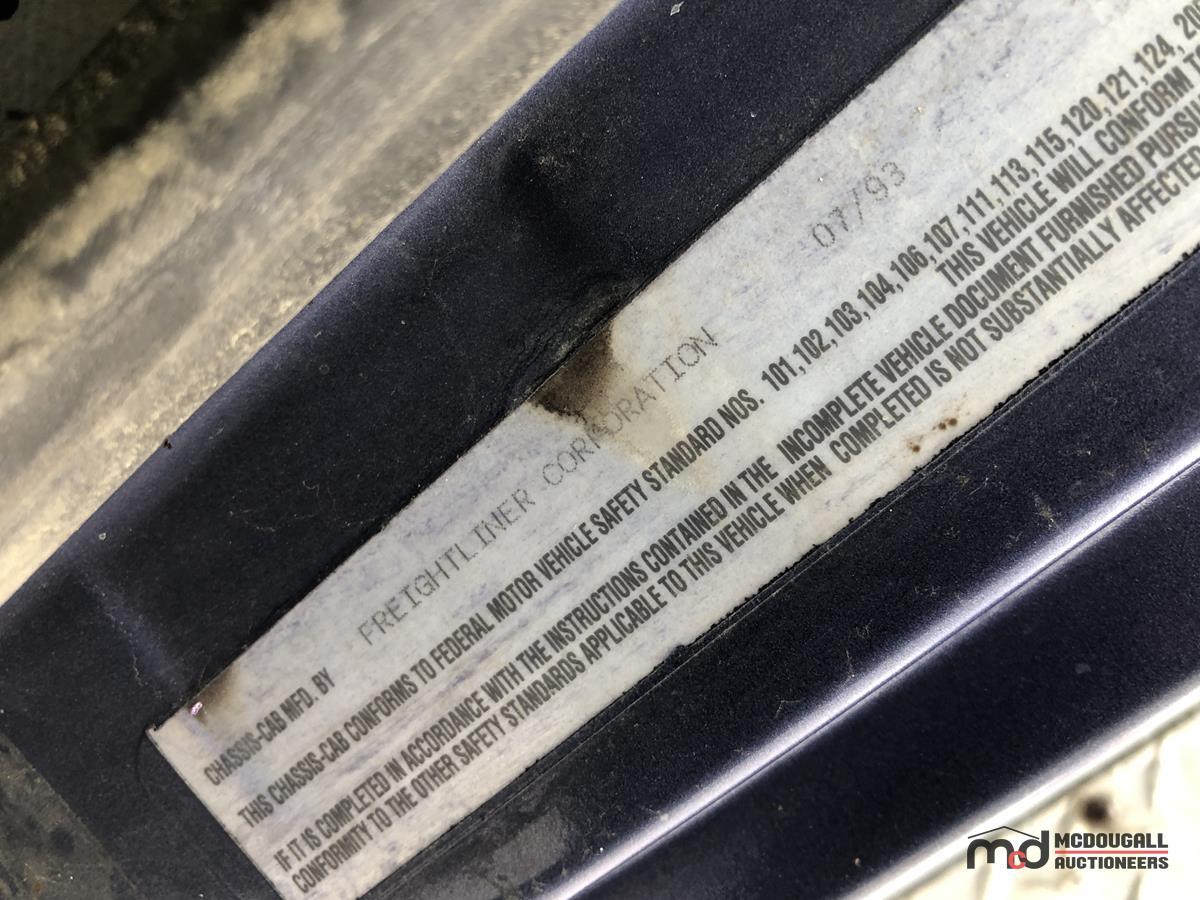 CHASSIS-CAB MFD. BY FREIGHTLINER CORPORATION 07/93
THIS CHASSIS-CAB CONFORMS TO FEDERAL MOTOR VEHICLE SAFETY STANDARD NOS. 101, 102, 103, 104, 106, 107, 111, 113, 115, 120, 121, 124,
THIS VEHICLE WILL CONFORM
IF IT IS COMPLETED IN ACCORDANCE WITH THE INSTRUCTIONS CONTAINED IN THE INCOMPLETE VEHICLE DOCUMENT FURNISHED
CONFORMITY TO THE OTHER SAFETY STANDARDS APPLICABLE TO THIS VEHICLE WHEN COMPLETED IS NOT SUBSTANTIALLY AFFECTED
mcd MCDOUGALL
AUCTIONEERS